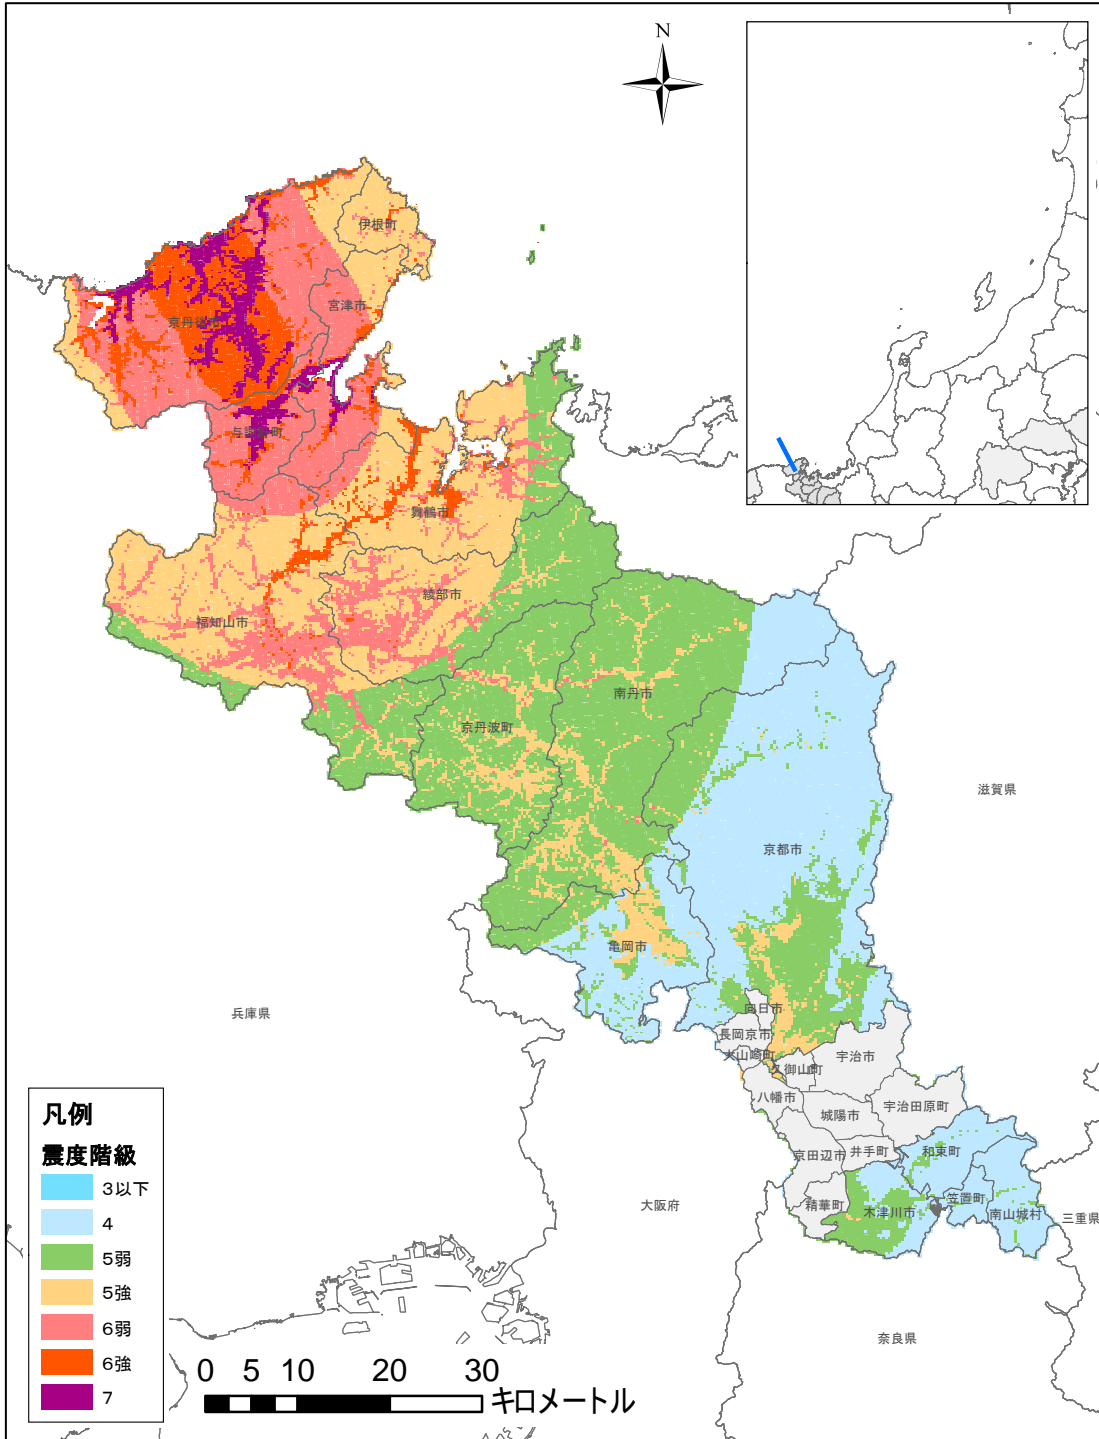 N
伊根町
宮津市
京丹後市
与謝野町
舞鶴市
綾部市
福知山市
南丹市
京丹波町
滋賀県
京都市
亀岡市
兵庫県
向日市
長岡京市
大山崎町
久御山町
宇治市
八幡市
宇治田原町
城陽市
井手町
和束町
京田辺市
精華町
木津川市
笠置町
南山城村
三重県
大阪府
奈良県
凡例
震度階級
3以下
4
5弱
5強
6弱
6強
7
0 5 10 20 30
キロメートル